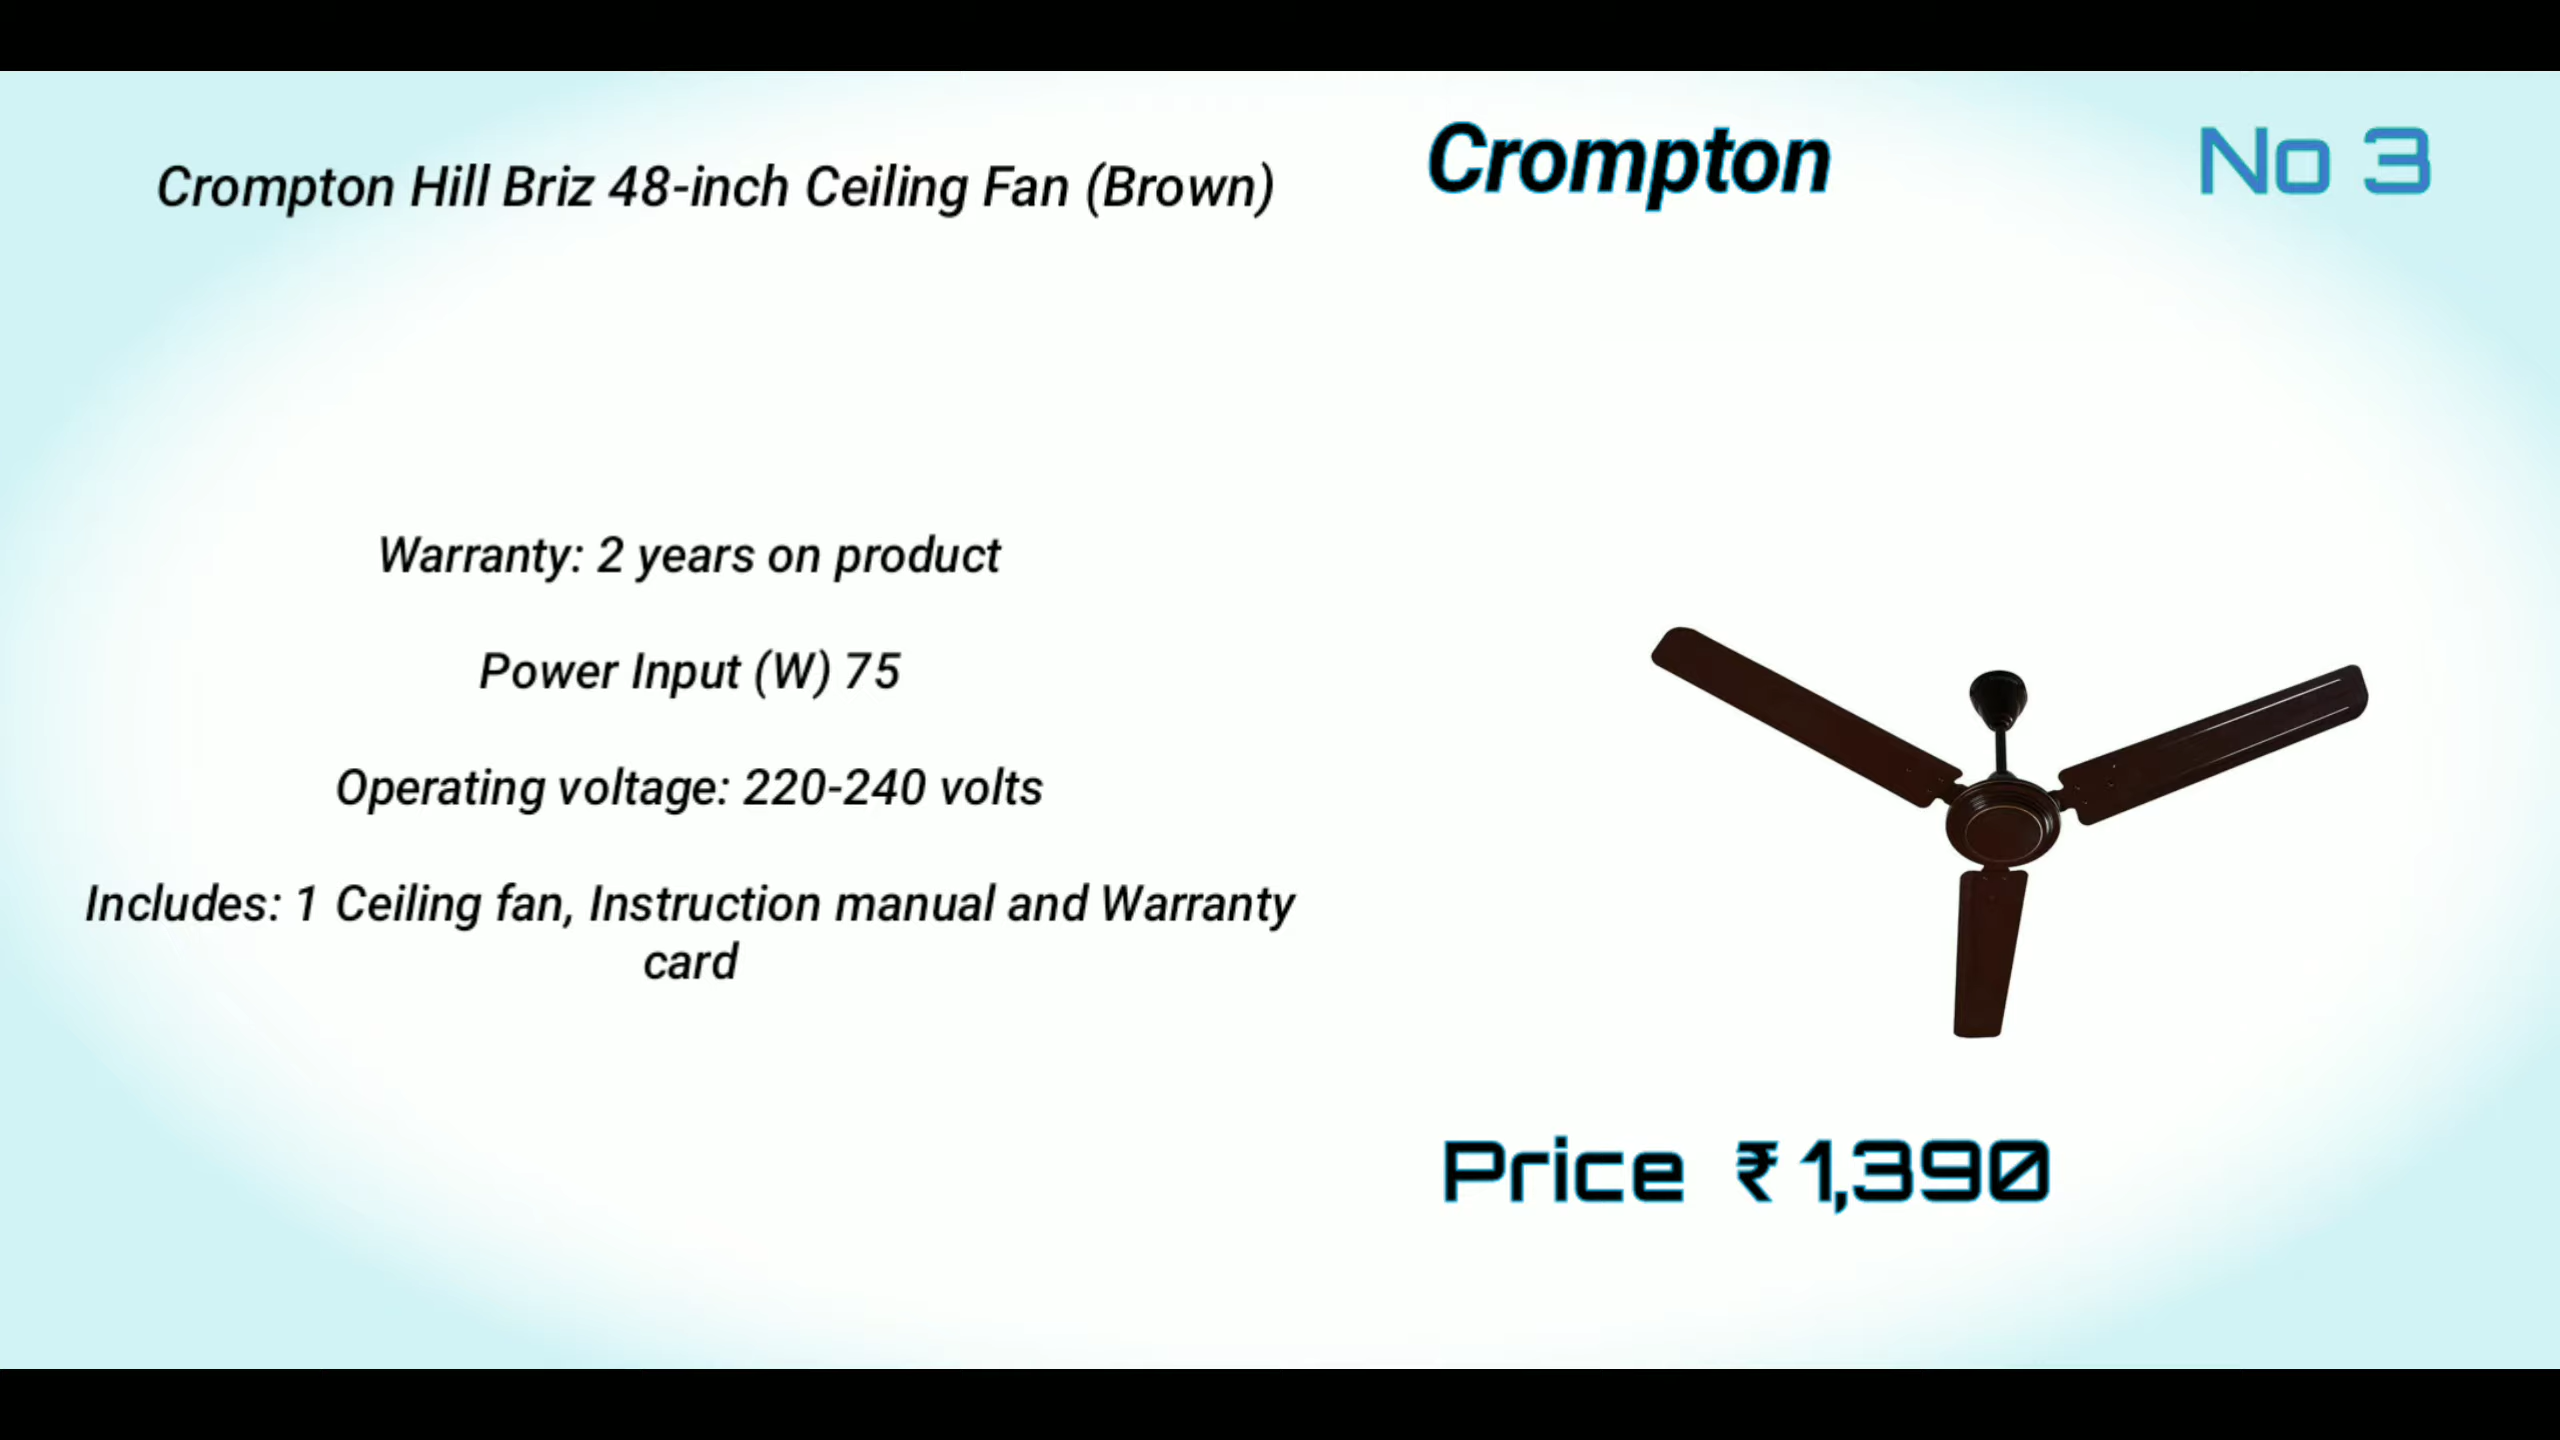 Crompton Hill Briz 48-inch Ceiling Fan (Brown)
Crompton
No 3
Warranty: 2 years on product
Power Input (W) 75
Operating voltage: 220-240 volts
Includes: 1 Ceiling fan, Instruction manual and Warranty
card
Price ₹ 1,390